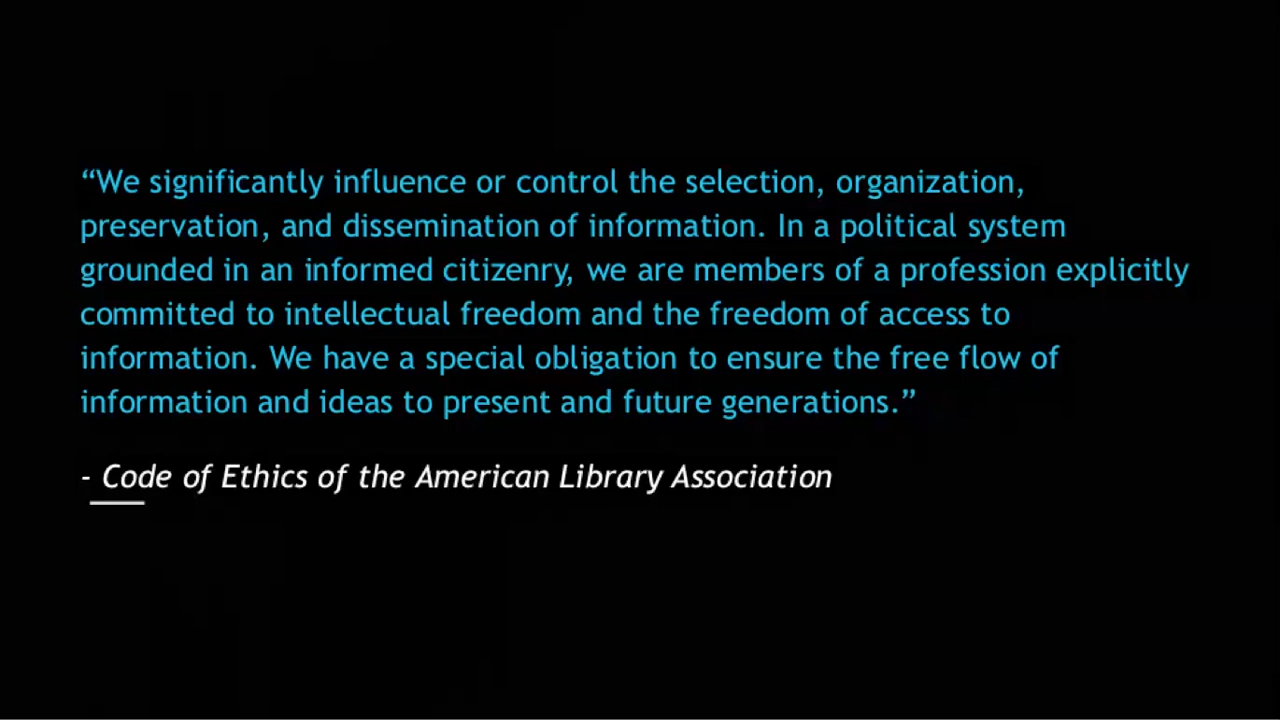 “We significantly influence or control the selection, organization,
preservation, and dissemination of information. In a political system
grounded in an informed citizenry, we are members of a profession explicitly
committed to intellectual freedom and the freedom of access to
information. We have a special obligation to ensure the free flow of
information and ideas to present and future generations.”
- Code of Ethics of the American Library Association